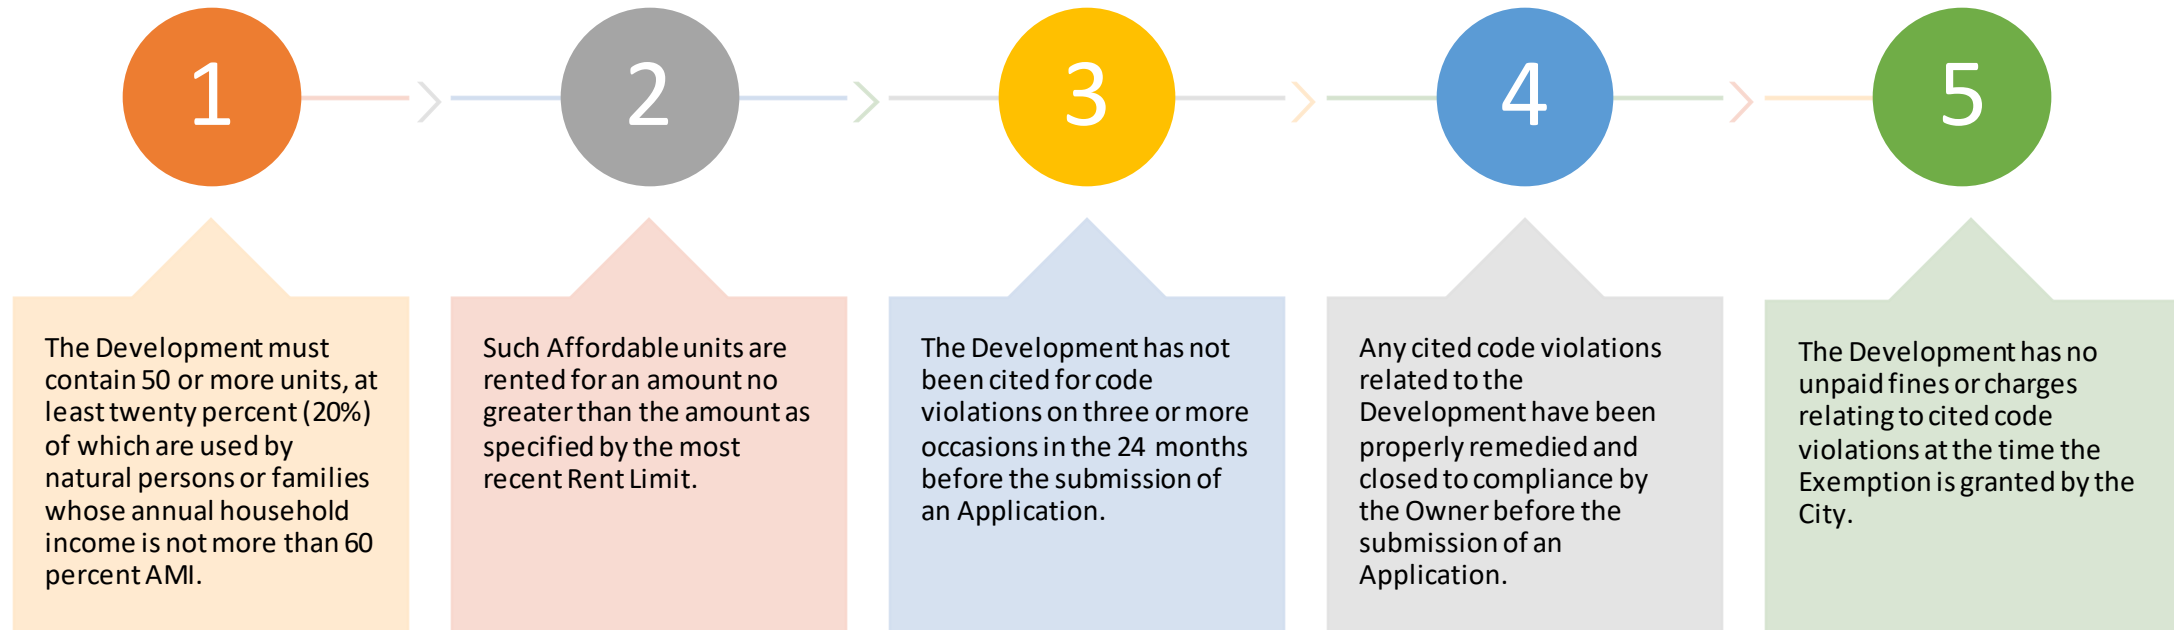 1
2
3
4
5
The Development must
contain 50 or more units, at
least twenty percent (20%)
of which are used by
natural persons or families
whose annual household
income is not more than 60
percent AMI.
Such Affordable units are
rented for an amount no
greater than the amount as
specified by the most
recent Rent Limit.
The Development has not
been cited for code
violations on three or more
occasions in the 24 months
before the submission of
an Application.
Any cited code violations
related to the
Development have been
properly remedied and
closed to compliance by
the Owner before the
submission of an
Application.
The Development has no
unpaid fines or charges
relating to cited code
violations at the time the
Exemption is granted by the
City.